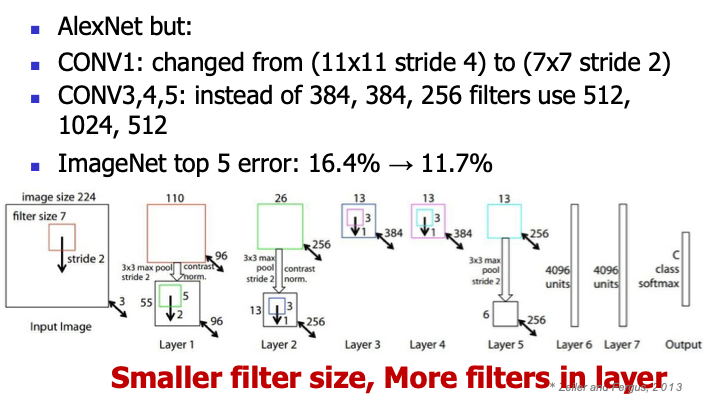 AlexNet but:
CONV1: changed from (11x11 stride 4) to (7x7 stride 2)
CONV3,4,5: instead of 384, 384, 256 filters use 512,
1024, 512
ImageNet top 5 error: 16.4% → 11.7%
image size 224
110
26
13
13
13
filter size 7
stride 2
3
3
1
384
3
1
384
256
96
256
3x3 max pool
stride 2
contrast
norm.
3x3 max
pool
stride 2
contrast
norm.
3x3 max
pool
stride 2
4096
units
4096
units
C
class
softmax
3
55
5
2
96
13
3
1
256
6
256
Input Image
Layer 1
Layer 2
Layer 3
Layer 4
Layer 5
Layer 6
Layer 7
Output
Smaller filter size, More filters in layer
* Zeiler and Fergus, 2013